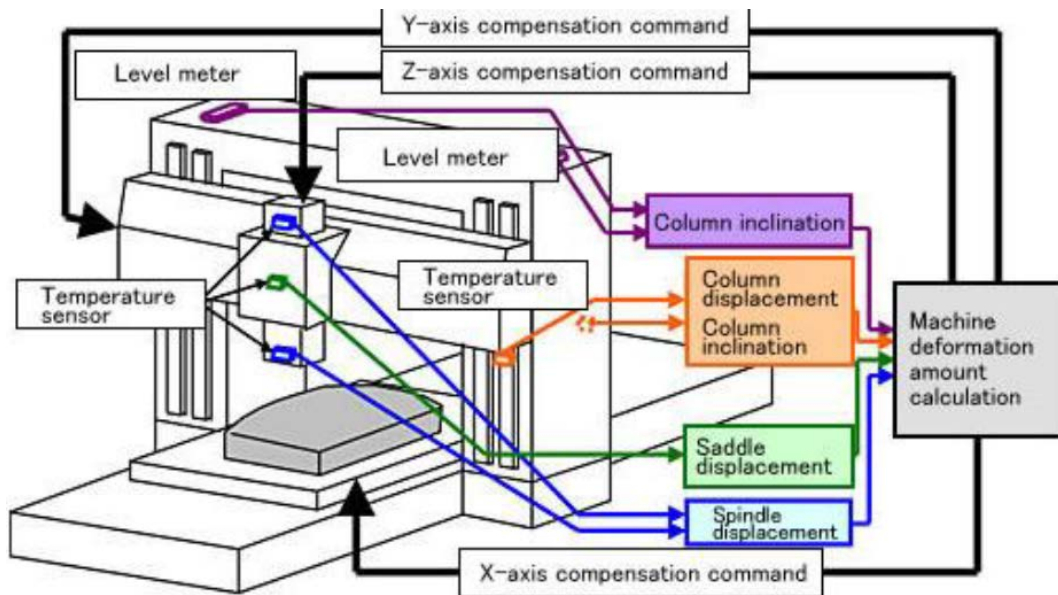 Y-axis compensation command
Level meter
Z-axis compensation command
Level meter
Column inclination
Temperature
sensor
Temperature
sensor
Column
displacement
Column
inclination
Machine
deformation
amount
calculation
Saddle
displacement
Spindle
displacement
X-axis compensation command